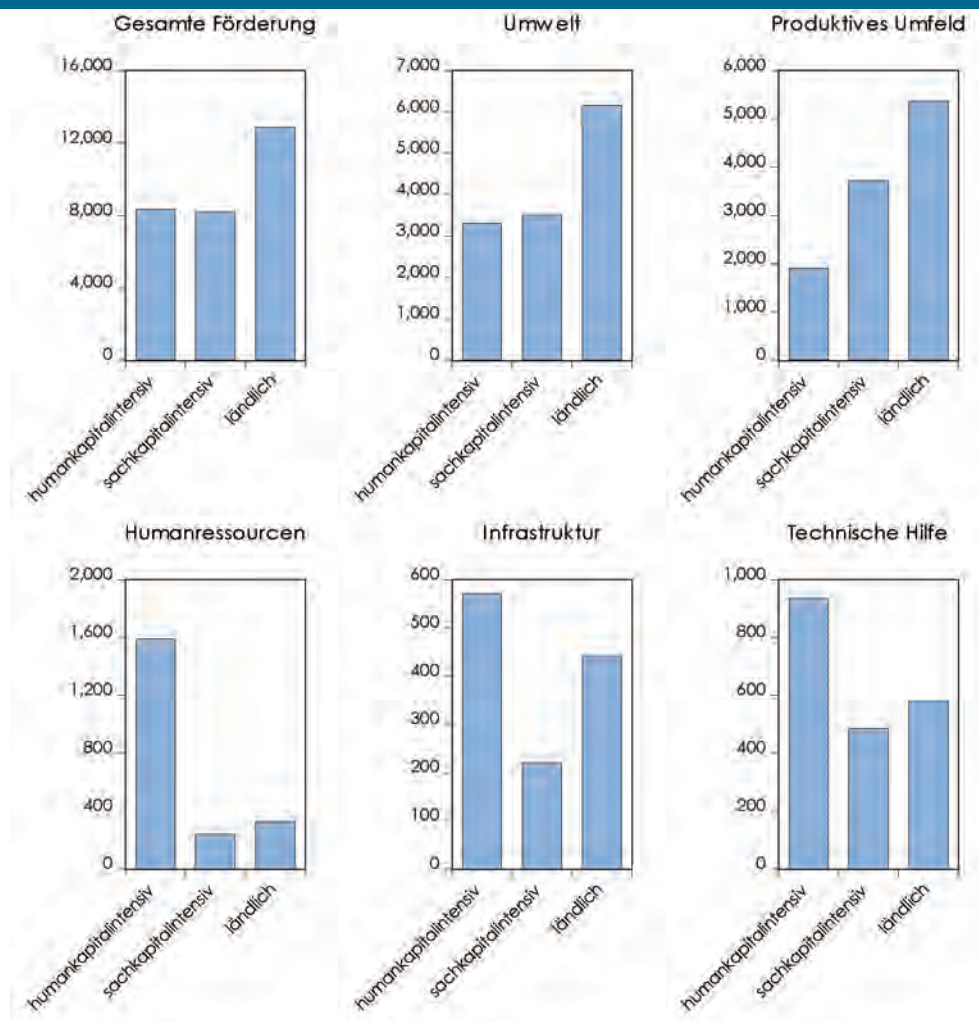 Gesamte Förderung
16,000
12,000
8,000
4,000
0
humankapitalintensiv
sachkapitalintensiv
ländlich
Umwelt
7,000
6,000
5,000
4,000
3,000
2,000
1,000
0
humankapitalintensiv
sachkapitalintensiv
ländlich
Produktives Umfeld
6,000
5,000
4,000
3,000
2,000
1,000
0
humankapitalintensiv
sachkapitalintensiv
ländlich
Humanressourcen
2,000
1,600
1,200
800
400
0
humankapitalintensiv
sachkapitalintensiv
ländlich
Infrastruktur
600
500
400
300
200
100
0
humankapitalintensiv
sachkapitalintensiv
ländlich
Technische Hilfe
1,000
800
600
400
200
0
humankapitalintensiv
sachkapitalintensiv
ländlich